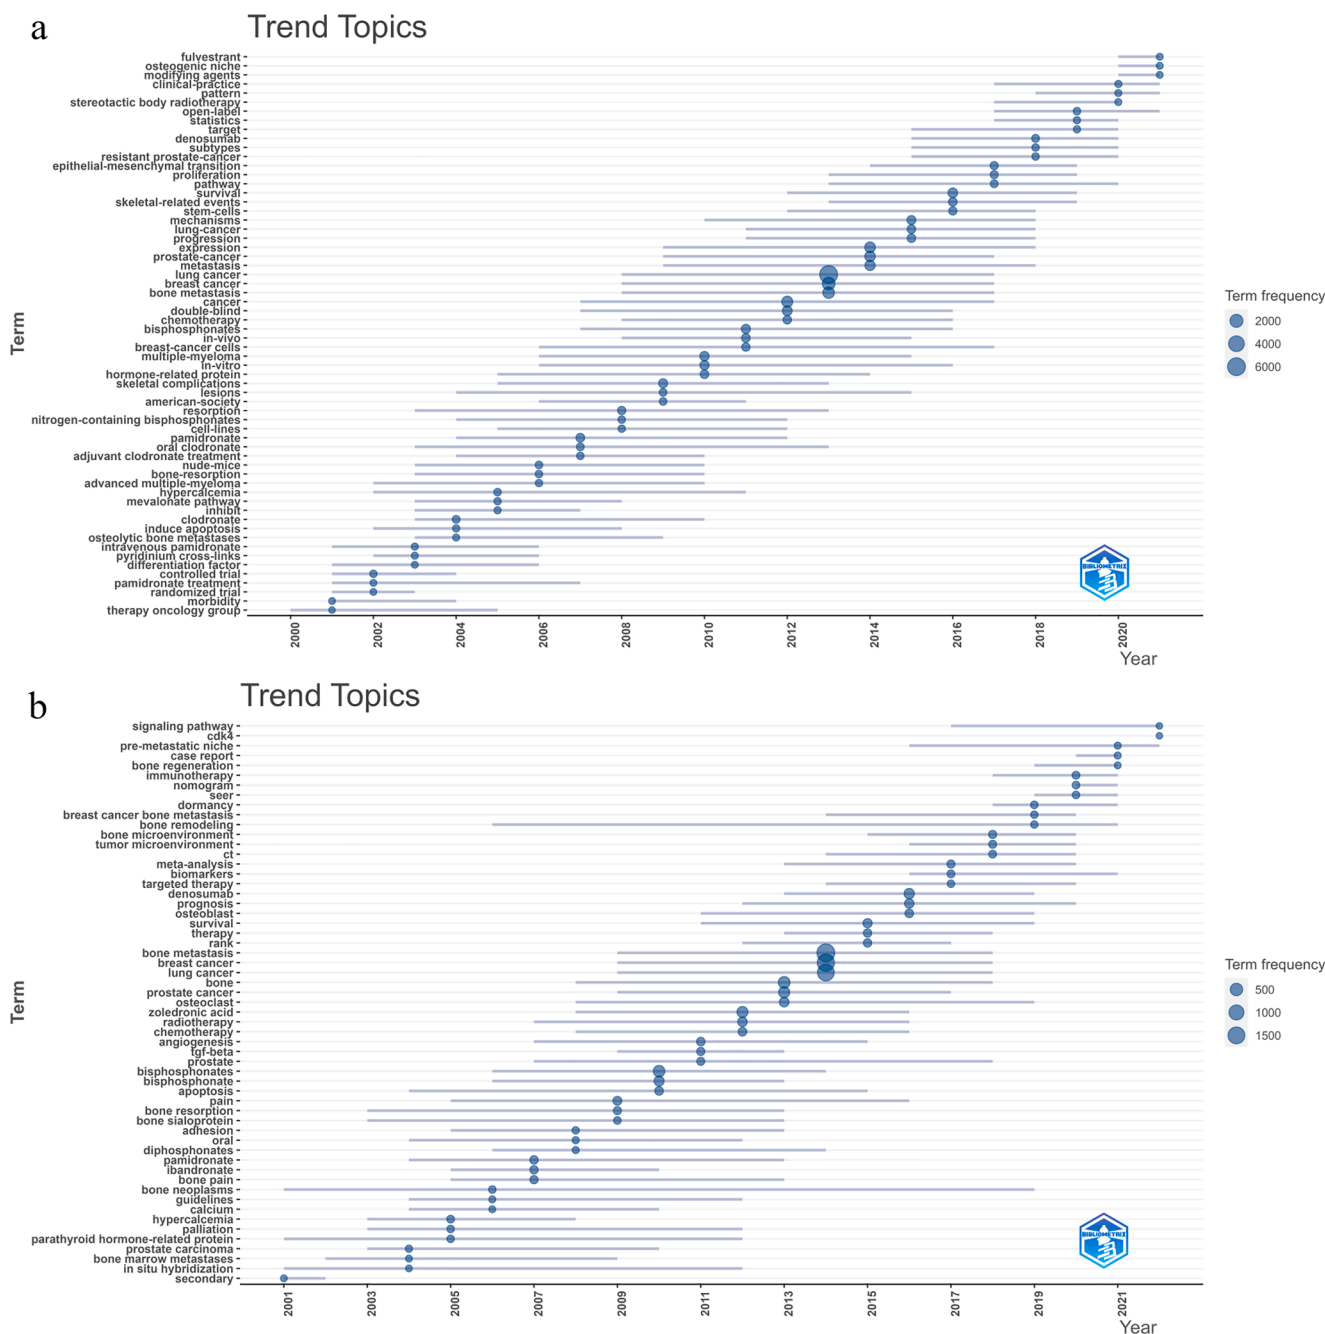 a
Trend Topics
fulvestrant
osteogenic niche
modifying agents
clinical-practice
pattern
stereotactic body radiotherapy
open-label
statistics
target
denosumab
subtypes
resistant prostate-cancer
epithelial-mesenchymal transition
proliferation
pathway
survival
skeletal-related events
stem-cells
mechanisms
lung-cancer
progression
expression
prostate-cancer
metastasis
lung cancer
breast cancer
bone metastasis
cancer
double-blind
chemotherapy
bisphosphonates
in-vivo
breast-cancer cells
multiple-myeloma
in-vitro
hormone-related protein
skeletal complications
lesions
american-society
resorption
nitrogen-containing bisphosphonates
cell-lines
pamidronate
oral clodronate
adjuvant clodronate treatment
nude-mice
bone-resorption
advanced multiple-myeloma
hypercalcemia
mevalonate pathway
inhibit
clodronate
induce apoptosis
osteolytic bone metastases
intravenous pamidronate
pyridinium cross-links
differentiation factor
controlled trial
pamidronate treatment
randomized trial
morbidity
therapy oncology group
Term
Term frequency
2000
4000
6000
BIBLIOMETRIX
2000 2002 2004 2006 2008 2010 2012 2014 2016 2018 2020
Year
b
Trend Topics
signaling pathway
cdk4
pre-metastatic niche
case report
bone regeneration
immunotherapy
nomogram
seer
dormancy
breast cancer bone metastasis
bone remodeling
bone microenvironment
tumor microenvironment
ct
meta-analysis
biomarkers
targeted therapy
denosumab
prognosis
osteoblast
survival
therapy
rank
bone metastasis
breast cancer
lung cancer
bone
prostate cancer
osteoclast
zoledronic acid
radiotherapy
chemotherapy
angiogenesis
tgf-beta
prostate
bisphosphonates
bisphosphonate
apoptosis
pain
bone resorption
bone sialoprotein
adhesion
oral
diphosphonates
pamidronate
ibandronate
bone pain
bone neoplasms
guidelines
calcium
hypercalcemia
palliation
parathyroid hormone-related protein
prostate carcinoma
bone marrow metastases
in situ hybridization
secondary
Term
Term frequency
500
1000
1500
BIBLIOMETRIX
2001 2003 2005 2007 2009 2011 2013 2015 2017 2019 2021
Year